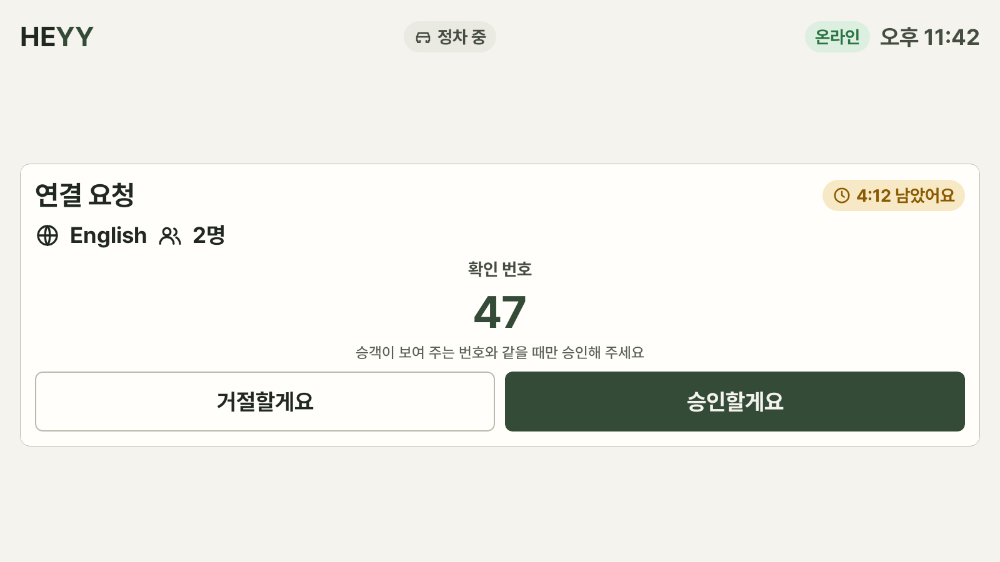 HEYY
정차 중
온라인
오후 11:42
연결 요청
4:12 남았어요
English 2명
확인 번호
47
승객이 보여 주는 번호와 같을 때만 승인해 주세요
거절할게요
승인할게요